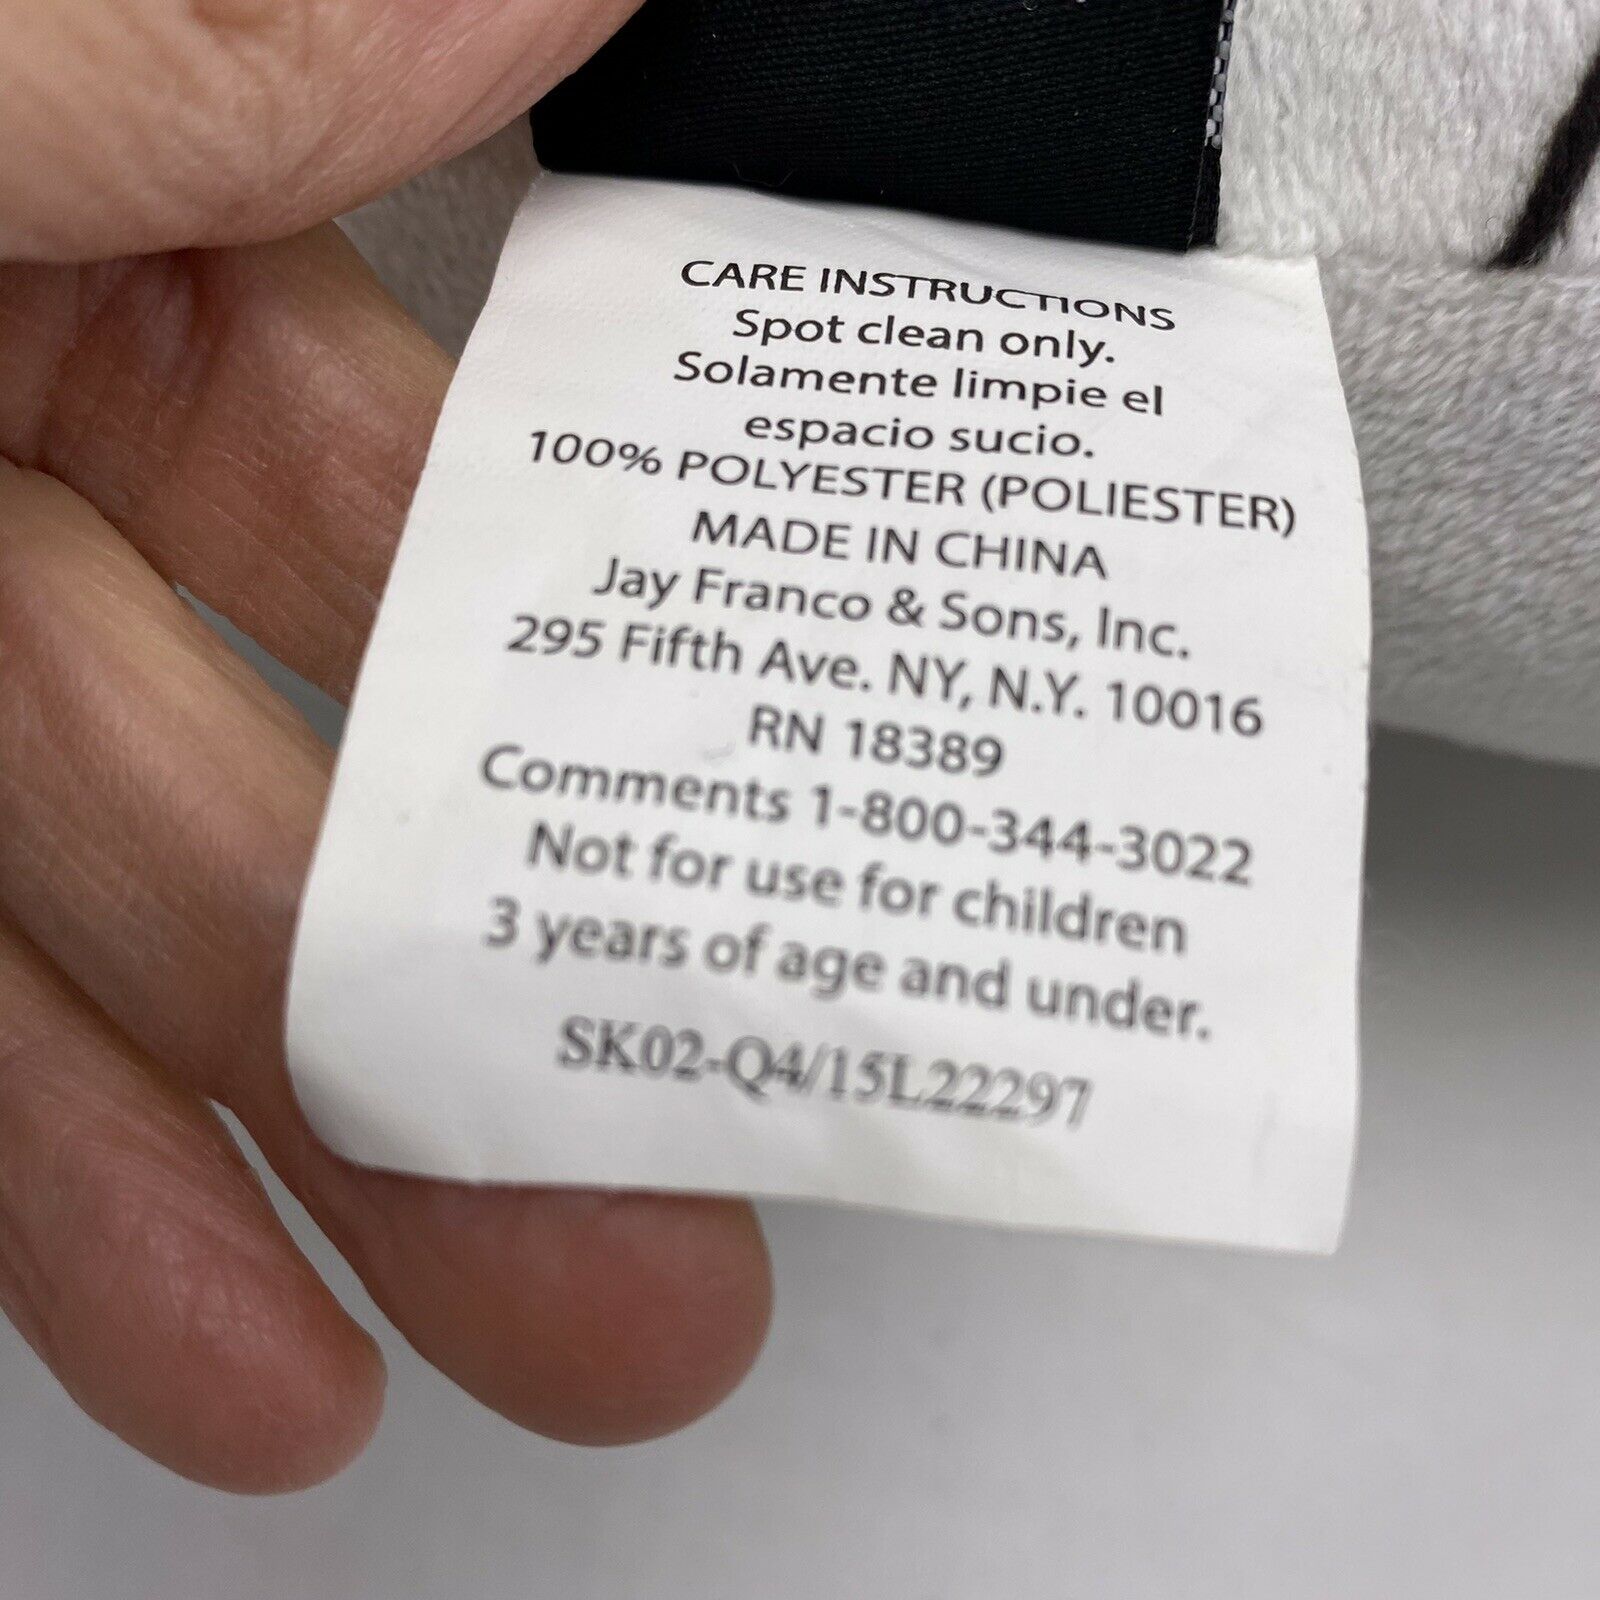 CARE INSTRUCTIONS
Spot clean only.
Solamente limpie el
espacio sucio.
100% POLYESTER (POLIESTER)
MADE IN CHINA
Jay Franco & Sons, Inc.
295 Fifth Ave. NY, N.Y. 10016
RN 18389
Comments 1-800-344-3022
Not for use for children
3 years of age and under.
SK02-Q4/15L22297